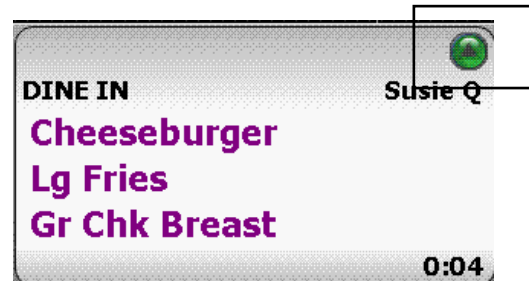 DINE IN Susie Q
Cheeseburger
Lg Fries
Gr Chk Breast
0:04